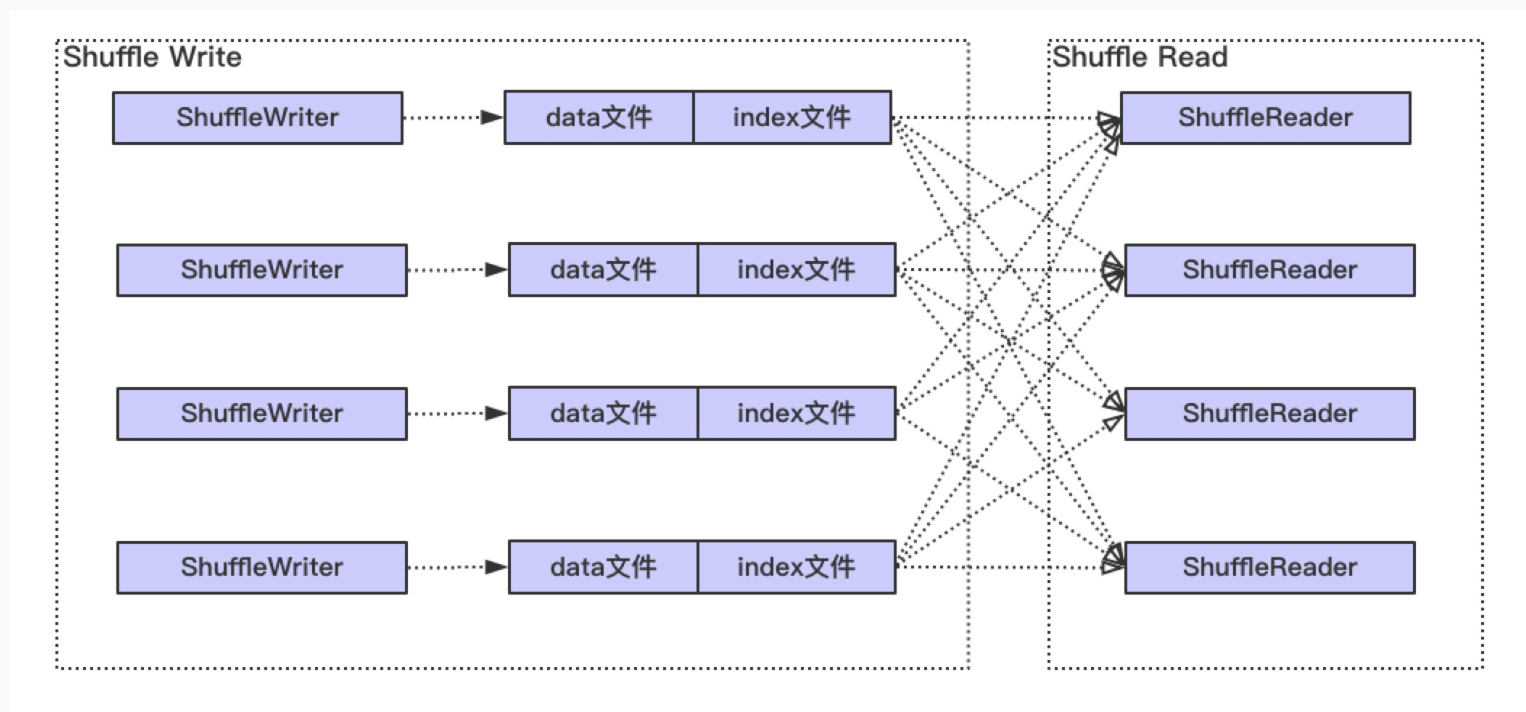 Shuffle Write
Shuffle Read
ShuffleWriter
data文件
index文件
ShuffleReader
ShuffleWriter
data文件
index文件
ShuffleReader
ShuffleWriter
data文件
index文件
ShuffleReader
ShuffleWriter
data文件
index文件
ShuffleReader